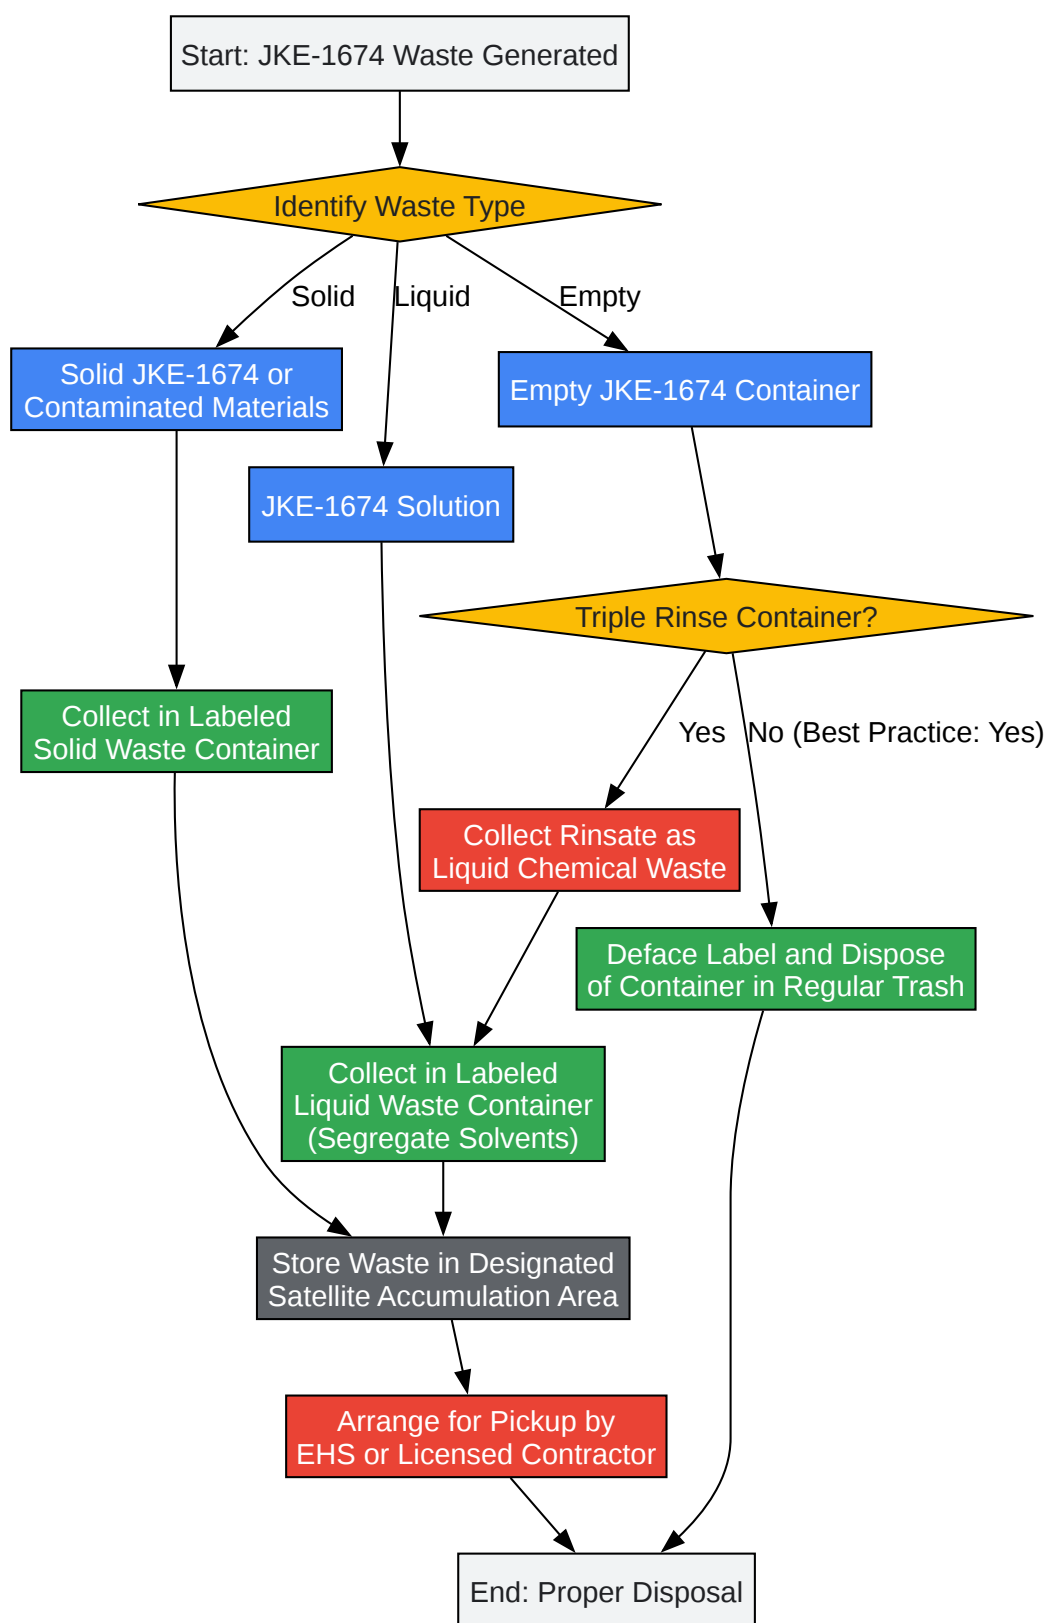 Start: JKE-1674 Waste Generated
Identify Waste Type
Solid
Liquid
Empty
Solid JKE-1674 or
Contaminated Materials
Empty JKE-1674 Container
JKE-1674 Solution
Triple Rinse Container?
Collect in Labeled
Solid Waste Container
Yes
No (Best Practice: Yes)
Collect Rinsate as
Liquid Chemical Waste
Deface Label and Dispose
of Container in Regular Trash
Collect in Labeled
Liquid Waste Container
(Segregate Solvents)
Store Waste in Designated
Satellite Accumulation Area
Arrange for Pickup by
EHS or Licensed Contractor
End: Proper Disposal